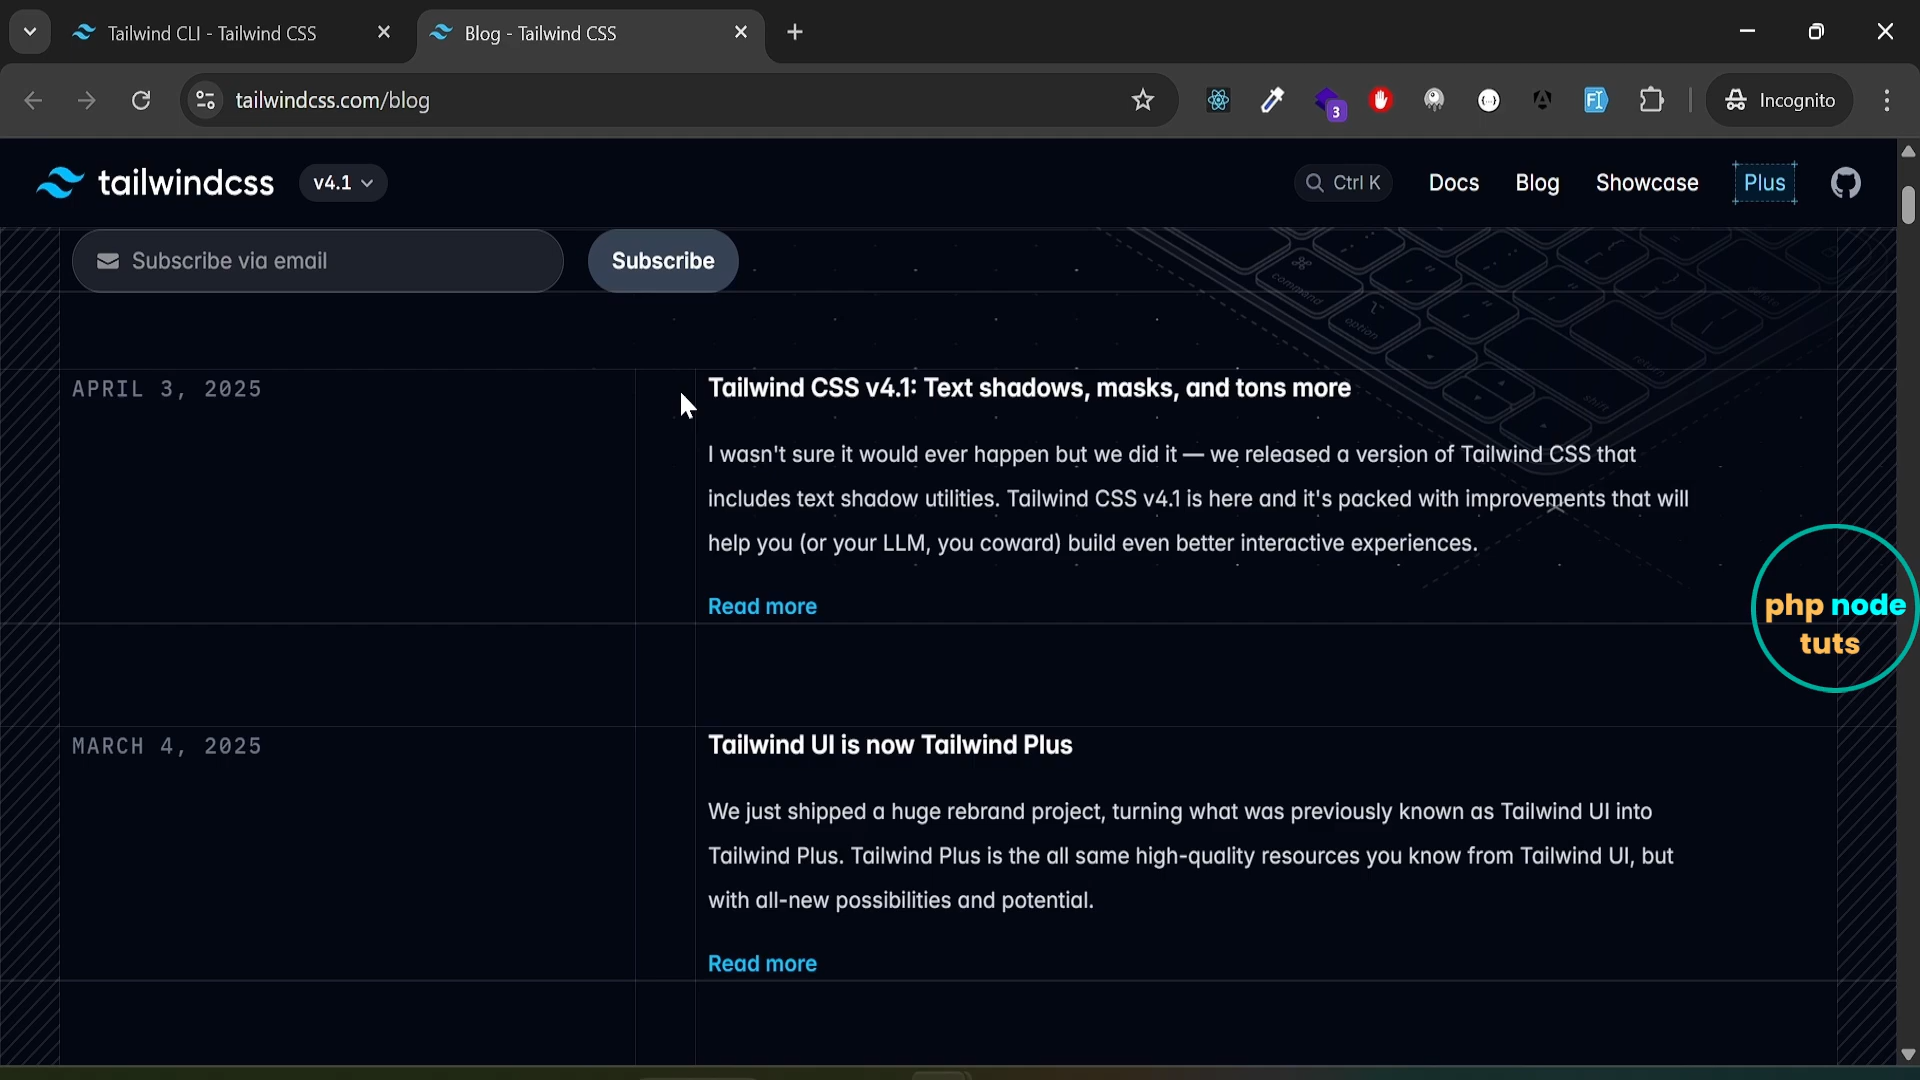 Tailwind CLI - Tailwind CSS
Blog - Tailwind CSS
tailwindcss.com/blog
3
Incognito
tailwindcss
v4.1
Ctrl K
Docs
Blog
Showcase
Plus
Subscribe via email
Subscribe
command
option
return
shift
APRIL 3, 2025
Tailwind CSS v4.1: Text shadows, masks, and tons more
I wasn't sure it would ever happen but we did it — we released a version of Tailwind CSS that
includes text shadow utilities. Tailwind CSS v4.1 is here and it's packed with improvements that will
help you (or your LLM, you coward) build even better interactive experiences.
Read more
php node
tuts
MARCH 4, 2025
Tailwind UI is now Tailwind Plus
We just shipped a huge rebrand project, turning what was previously known as Tailwind UI into
Tailwind Plus. Tailwind Plus is the all same high-quality resources you know from Tailwind UI, but
with all-new possibilities and potential.
Read more